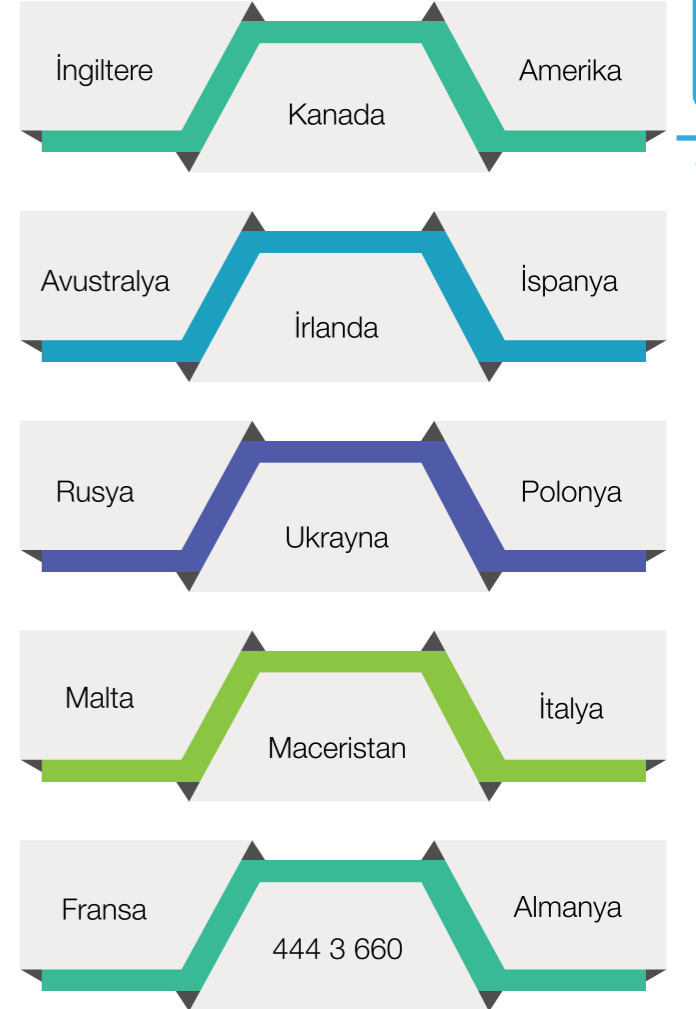 İngiltere
Kanada
Amerika
Avustralya
İrlanda
İspanya
Rusya
Ukrayna
Polonya
Malta
Maceristan
İtalya
Fransa
444 3 660
Almanya